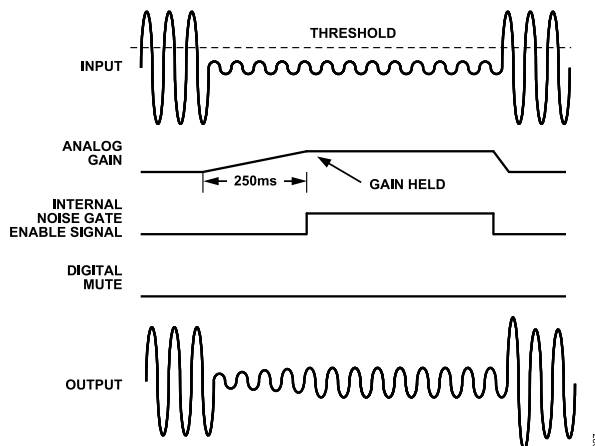 THRESHOLD
INPUT
ANALOG
GAIN
250ms
GAIN HELD
INTERNAL
NOISE GATE
ENABLE SIGNAL
DIGITAL
MUTE
OUTPUT